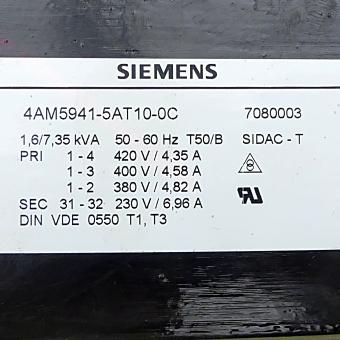 SIEMENS
4AM5941-5AT10-0C 7080003
1,6/7,35 kVA 50 - 60 Hz T50/B SIDAC - T
PRI 1 - 4 420 V / 4,35 A
1 - 3 400 V / 4,58 A
1 - 2 380 V / 4,82 A
SEC 31 - 32 230 V / 6,96 A
DIN VDE 0550 T1, T3